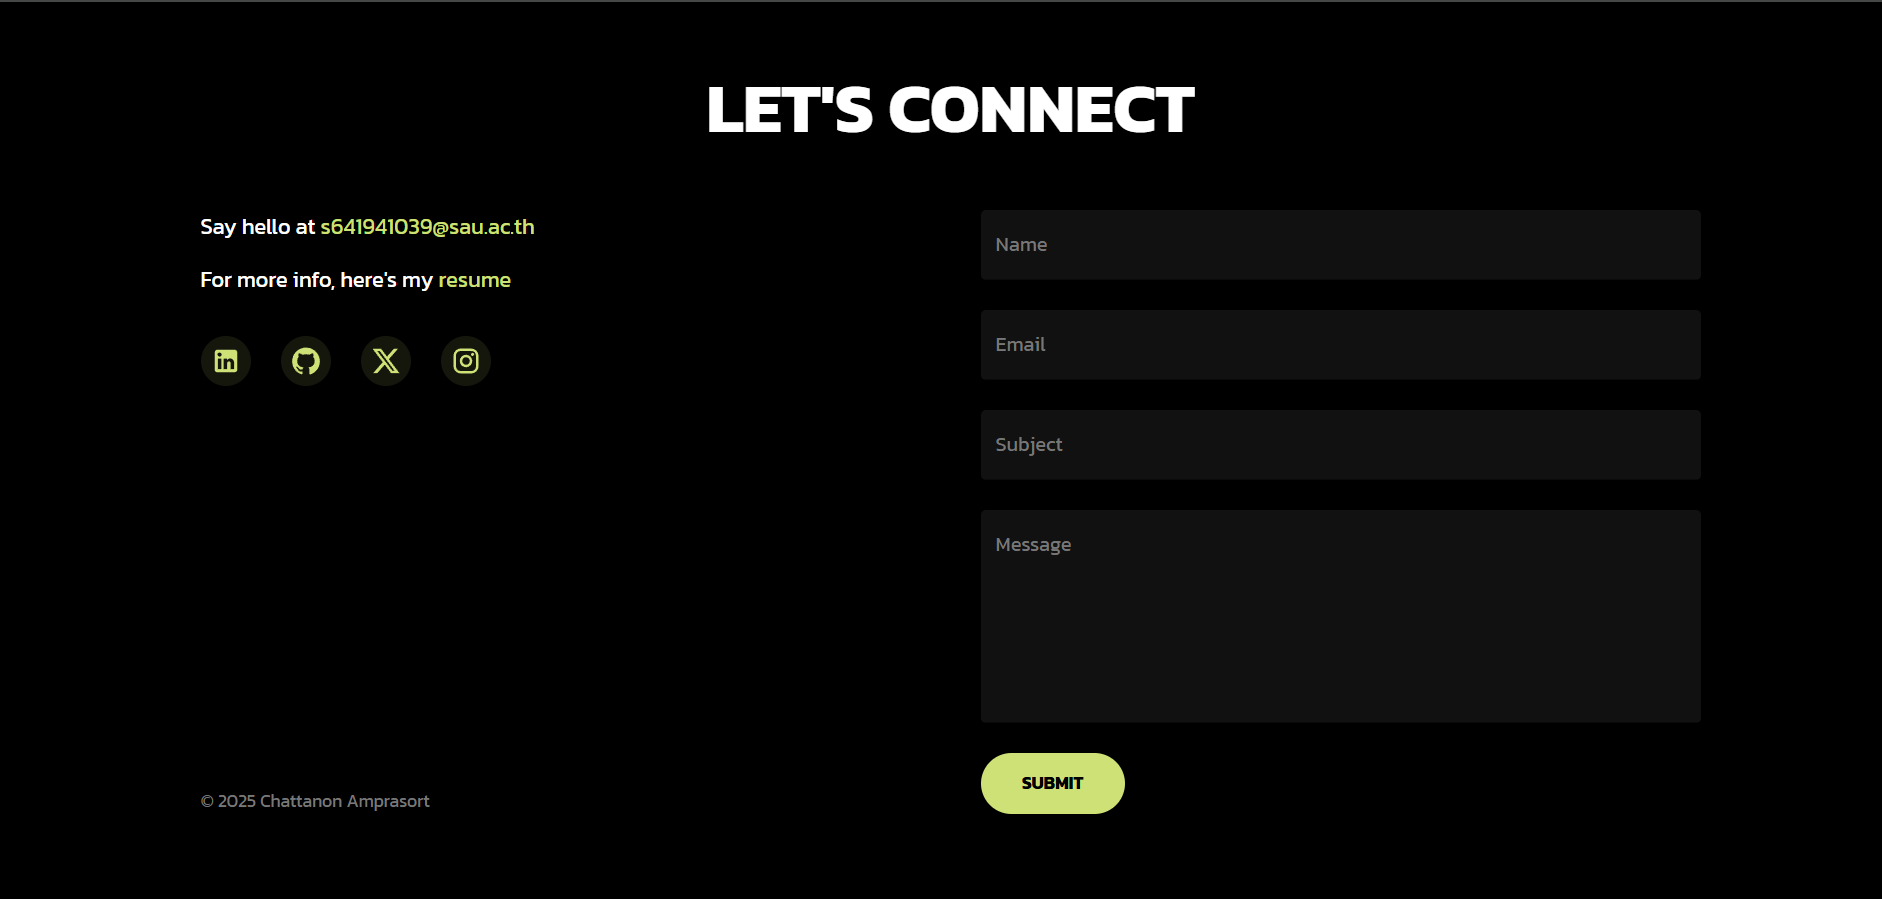 LET'S CONNECT
Say hello at s641941039@sau.ac.th
For more info, here's my resume
© 2025 Chattanon Amprasort
Name
Email
Subject
Message
SUBMIT